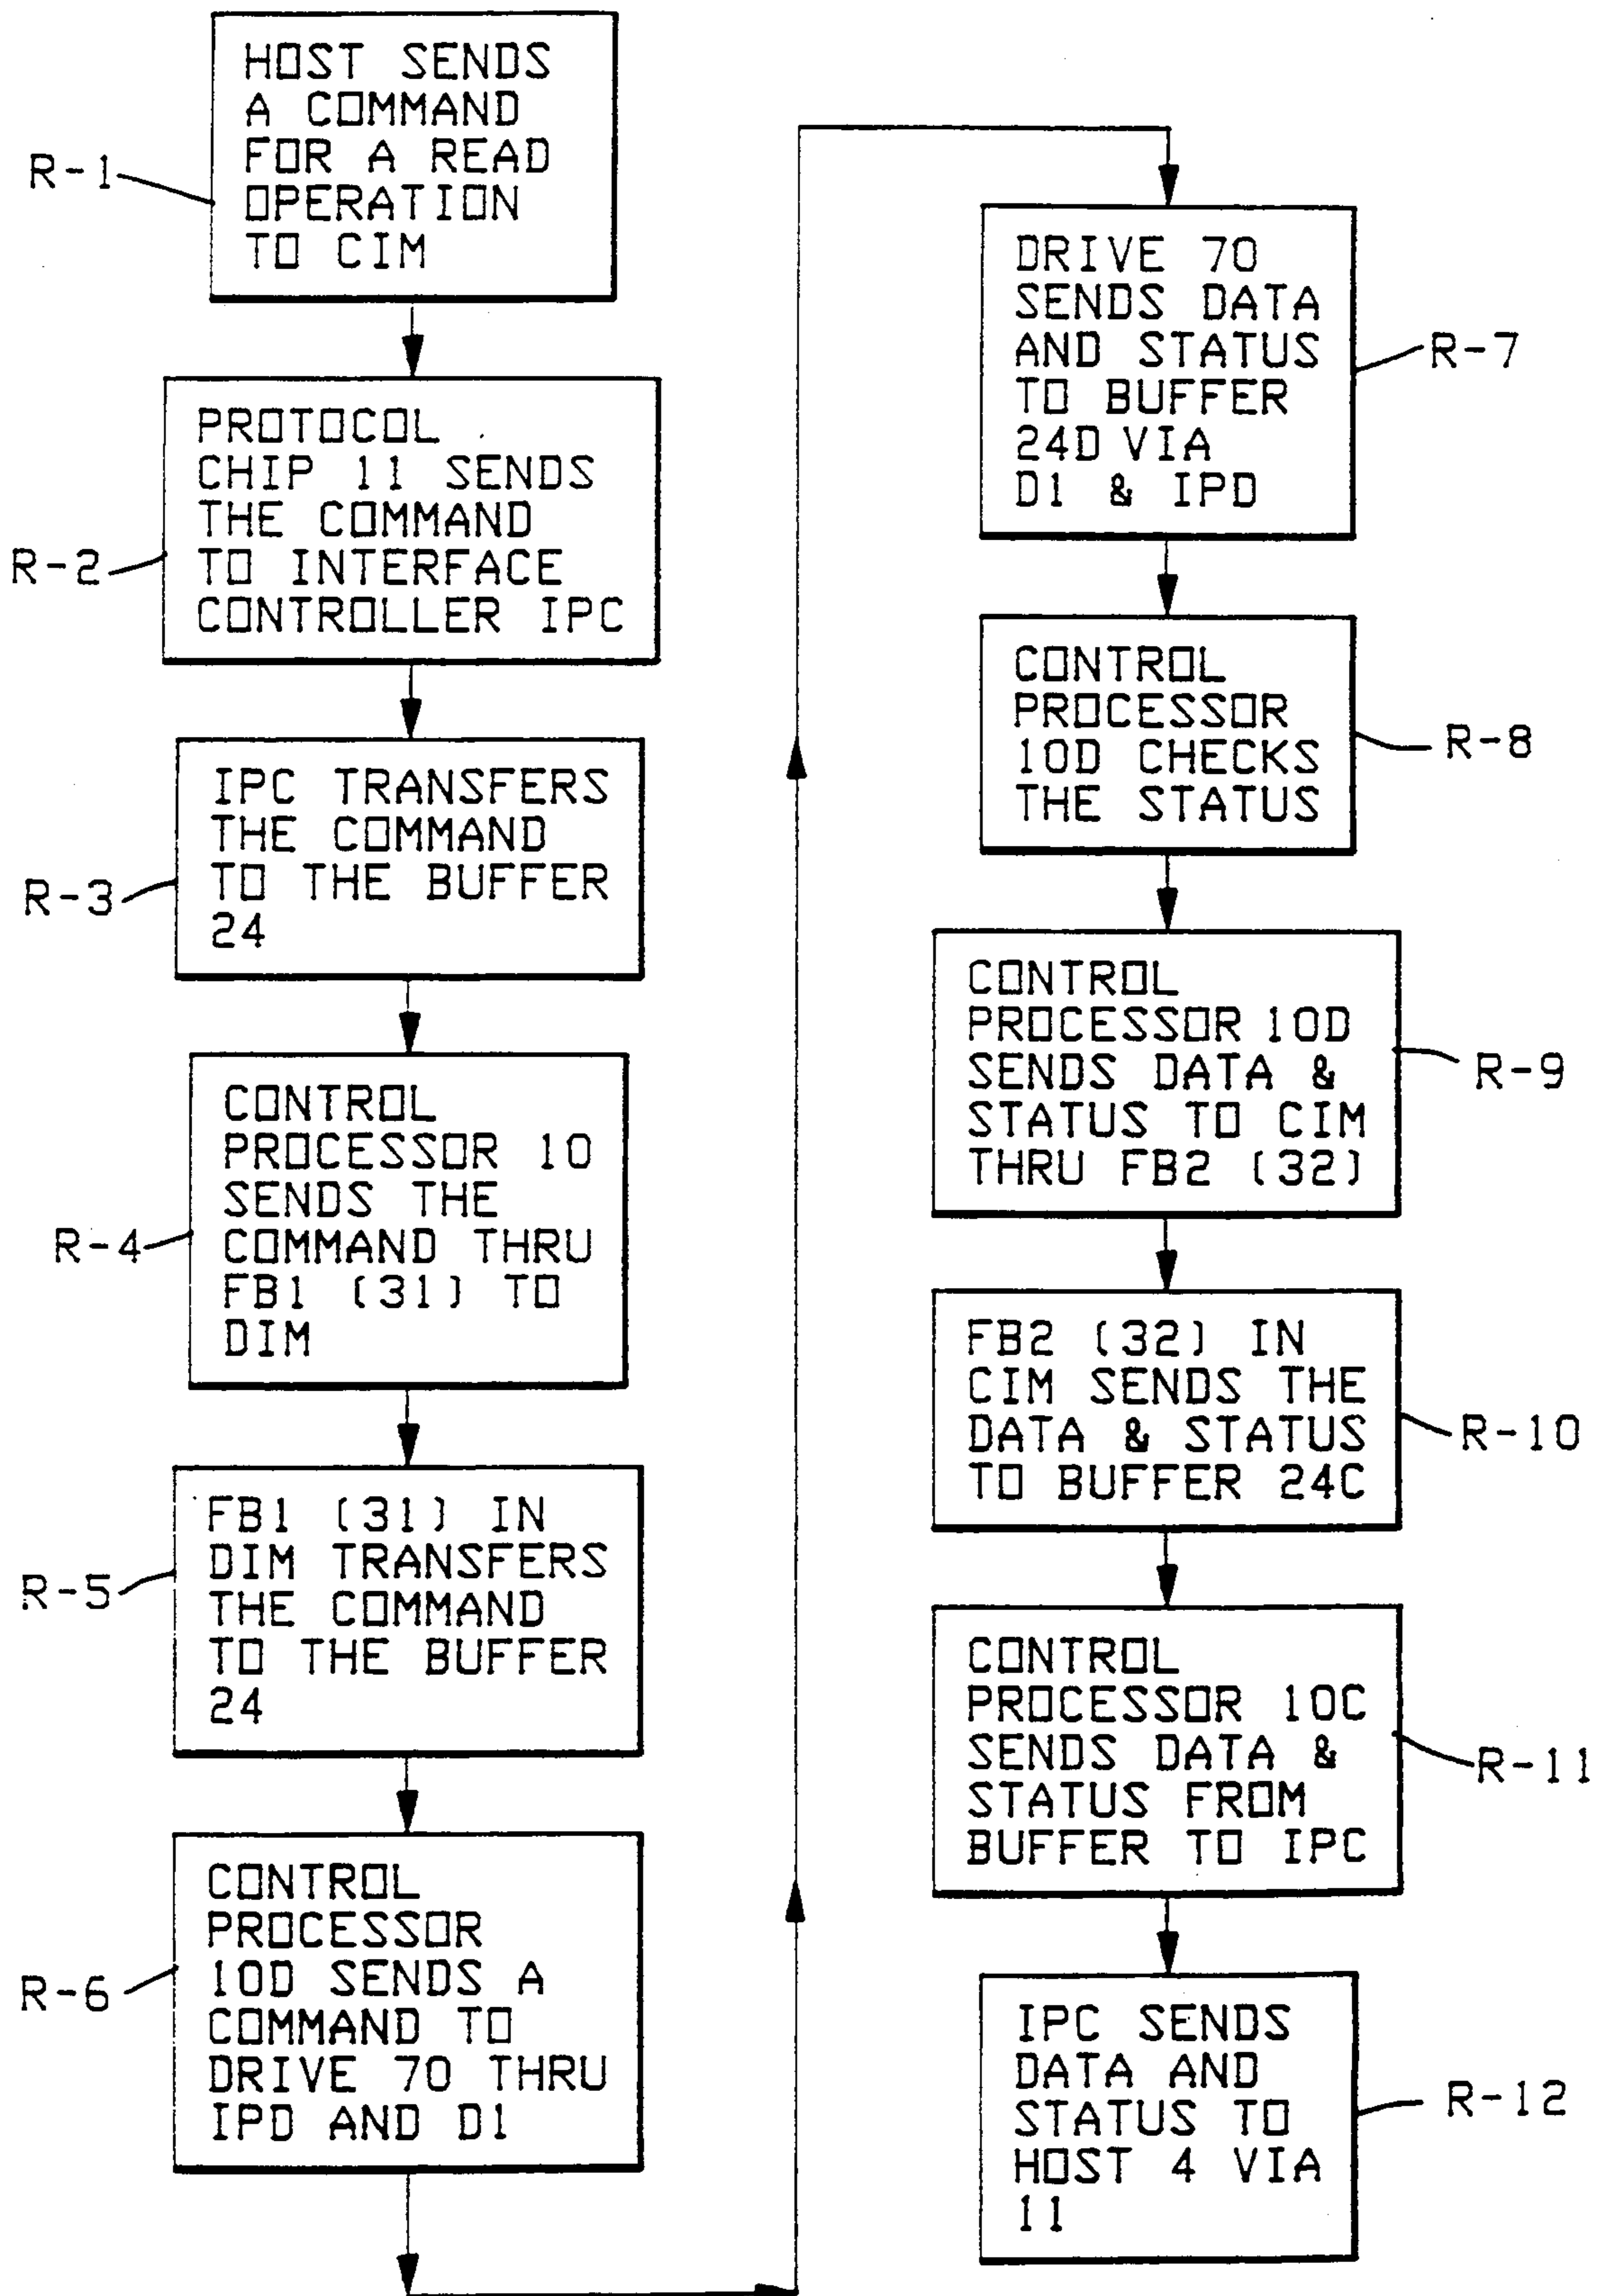 R-1
HOST SENDS
A COMMAND
FOR A READ
OPERATION
TO CIM
R-2
PROTOCOL
CHIP 11 SENDS
THE COMMAND
TO INTERFACE
CONTROLLER IPC
R-3
IPC TRANSFERS
THE COMMAND
TO THE BUFFER
24
R-4
CONTROL
PROCESSOR 10
SENDS THE
COMMAND THRU
FB1 (31) TO
DIM
R-5
FB1 (31) IN
DIM TRANSFERS
THE COMMAND
TO THE BUFFER
24
R-6
CONTROL
PROCESSOR
10D SENDS A
COMMAND TO
DRIVE 70 THRU
IPD AND D1
DRIVE 70
SENDS DATA
AND STATUS
TO BUFFER
24D VIA
D1 & IPD
R-7
CONTROL
PROCESSOR
10D CHECKS
THE STATUS
R-8
CONTROL
PROCESSOR 10D
SENDS DATA &
STATUS TO CIM
THRU FB2 (32)
R-9
FB2 (32) IN
CIM SENDS THE
DATA & STATUS
TO BUFFER 24C
R-10
CONTROL
PROCESSOR 10C
SENDS DATA &
STATUS FROM
BUFFER TO IPC
R-11
IPC SENDS
DATA AND
STATUS TO
HOST 4 VIA
11
R-12